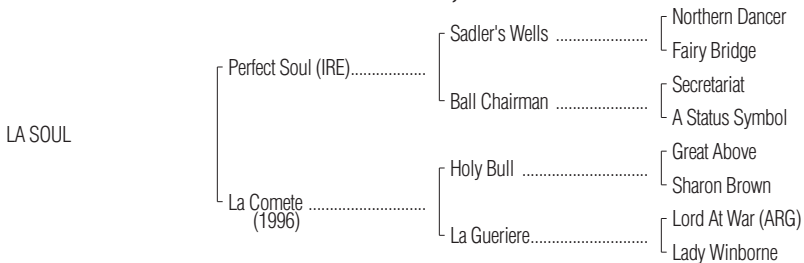 Northern Dancer
Sadler's Wells ......................
Fairy Bridge
Perfect Soul (IRE)..................
Secretariat
Ball Chairman ......................
A Status Symbol
LA SOUL
Great Above
Holy Bull ..............................
Sharon Brown
La Comete ............................
(1996)
Lord At War (ARG)
La Gueriere............................
Lady Winborne